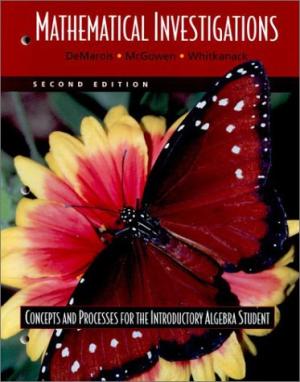 MATHEMATICAL INVESTIGATIONS
DeMarois • McGowen • Whitkanack
SECOND EDITION
CONCEPTS AND PROCESSES FOR THE INTRODUCTORY ALGEBRA STUDENT